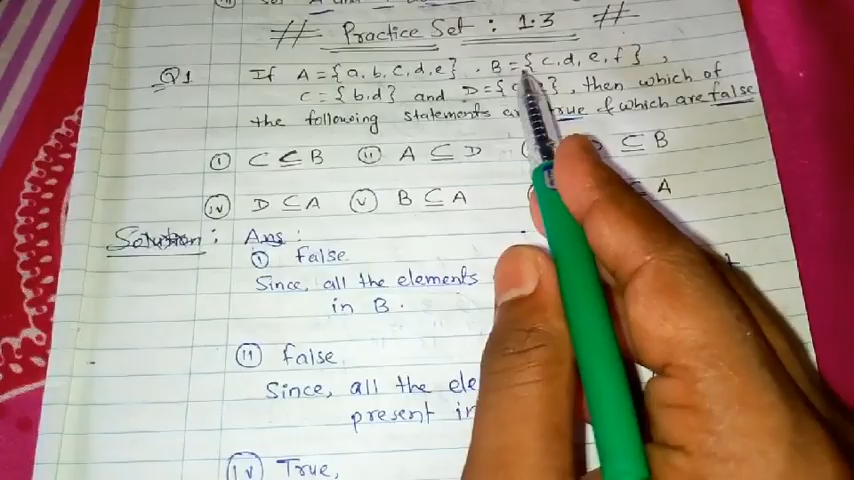 # Practice Set : 1.3 #
Q1 If A = {a, b, c, d, e} . B = { c, d, e, f } ,
C = { b, d } and D = { }, then which of
the following statements are true & which are false
(i) C ⊆ B (ii) A ⊆ D ⊆ B
(iv) D ⊆ A (v) B ⊆ A A
Solution : Ans :
(i) false
Since, all the elements
in B .
(ii) false
Since, all the
present in
(iv) True,